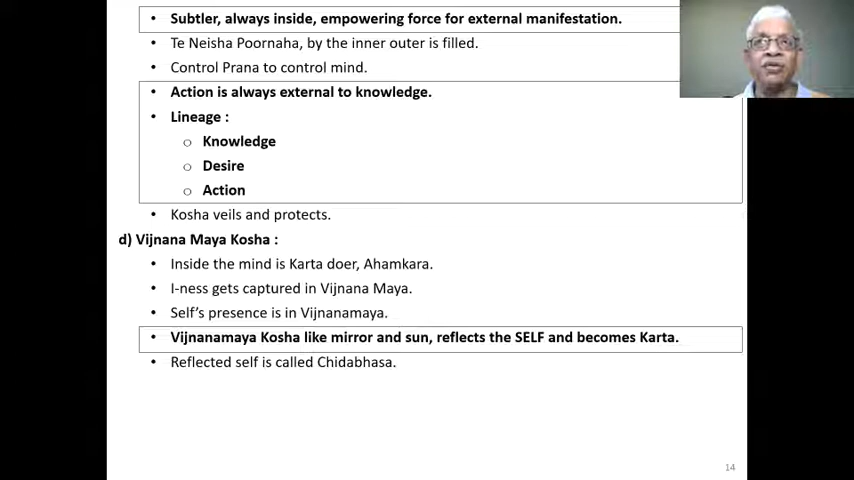 • Subtler, always inside, empowering force for external manifestation.
• Te Neisha Poornaha, by the inner outer is filled.
• Control Prana to control mind.
• Action is always external to knowledge.
• Lineage :
o Knowledge
o Desire
o Action
• Kosha veils and protects.
d) Vijnana Maya Kosha :
• Inside the mind is Karta doer, Ahamkara.
• I-ness gets captured in Vijnana Maya.
• Self’s presence is in Vijnanamaya.
• Vijnanamaya Kosha like mirror and sun, reflects the SELF and becomes Karta.
• Reflected self is called Chidabhasa.
14